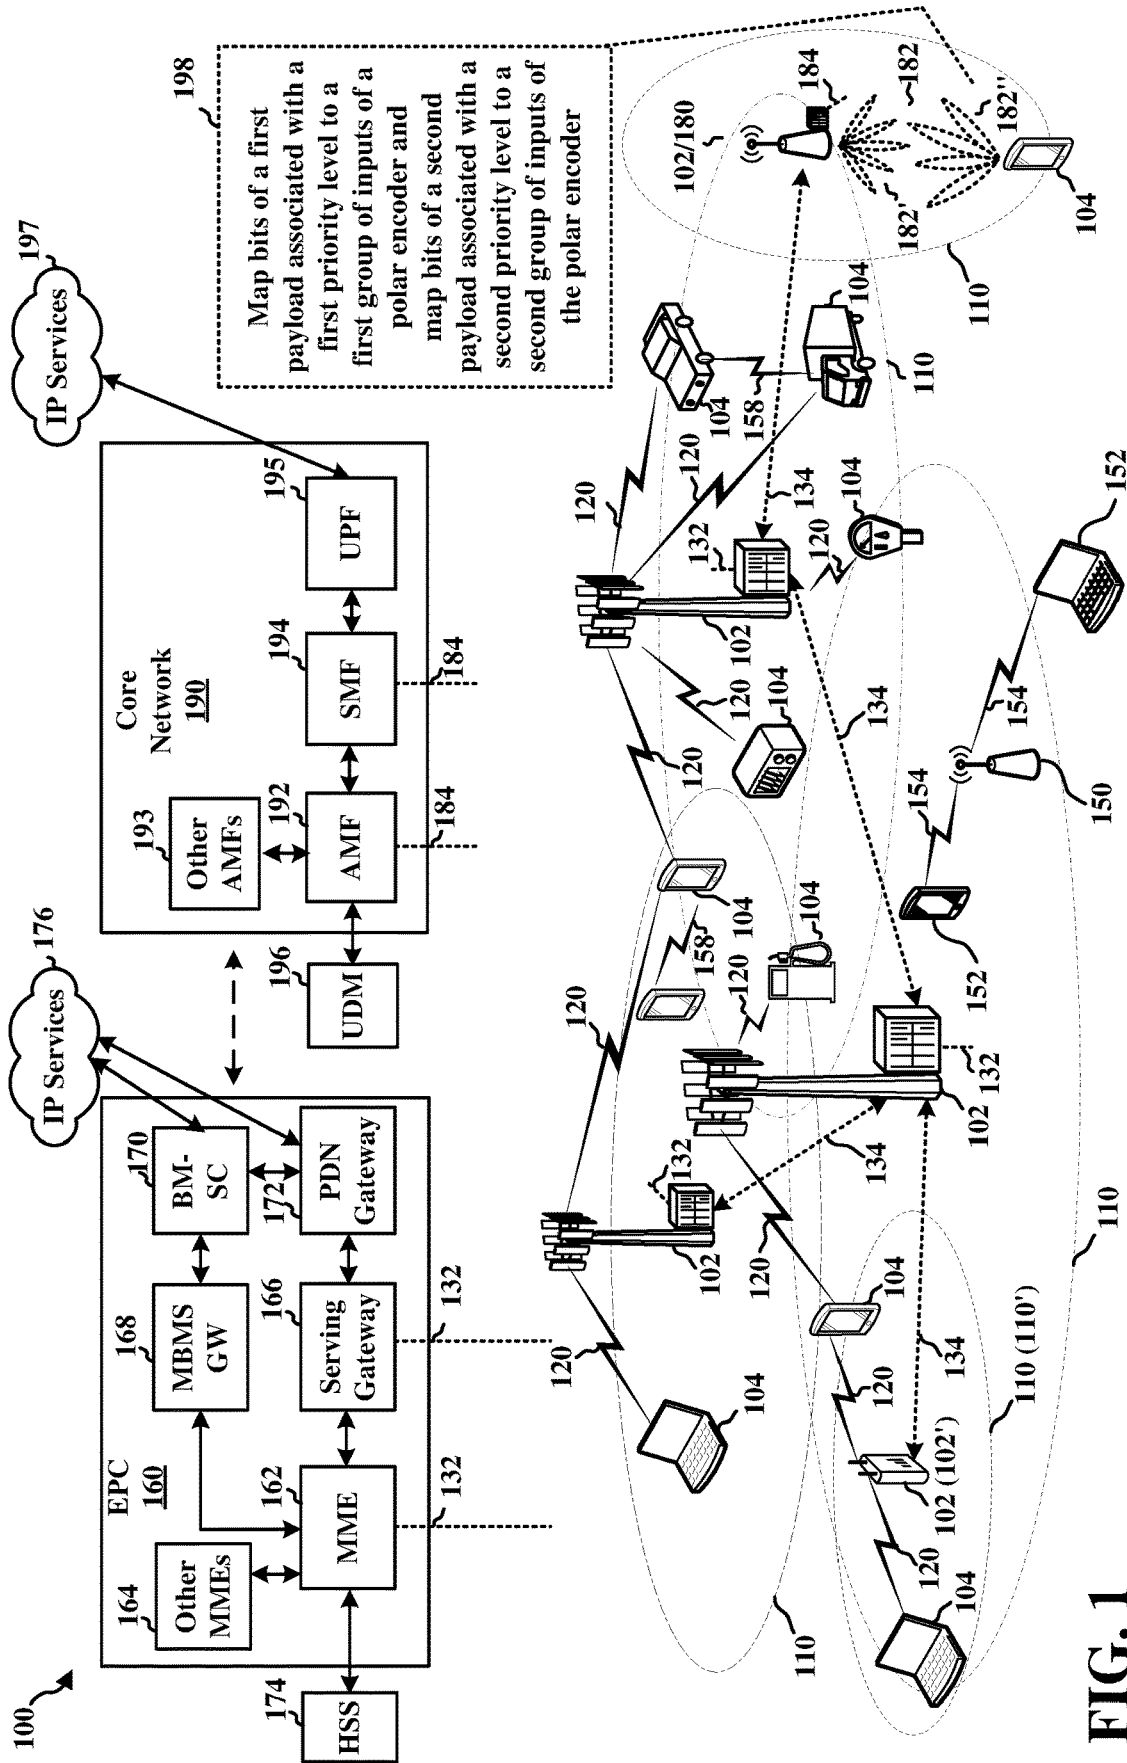 100
EPC
160
164
Other
MMEs
162
MME
132
174
HSS
168
MBMS
GW
166
Serving
Gateway
132
170
BM-
SC
172
PDN
Gateway
IP Services
176
Core
Network
190
193
Other
AMFs
192
AMF
184
196
UDM
194
SMF
184
195
UPF
IP Services
197
198
Map bits of a first
payload associated with a
first priority level to a
first group of inputs of a
polar encoder and
map bits of a second
payload associated with a
second priority level to a
second group of inputs of
the polar encoder
120
104
110
132
102
134
120
120
158
104
120
104
120
102 (102')
120
104
134
110 (110')
110
104
120
132
102
120
104
120
120
104
132
102
134
120
104
120
120
104
158
104
110
134
152
154
150
154
152
102/180
184
182
182'
182''
104
110
FIG. 1